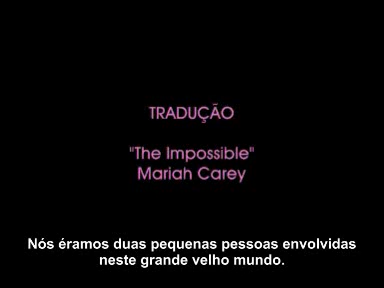 TRADUÇÃO
"The Impossible"
Mariah Carey
Nós éramos duas pequenas pessoas envolvidas
neste grande velho mundo.